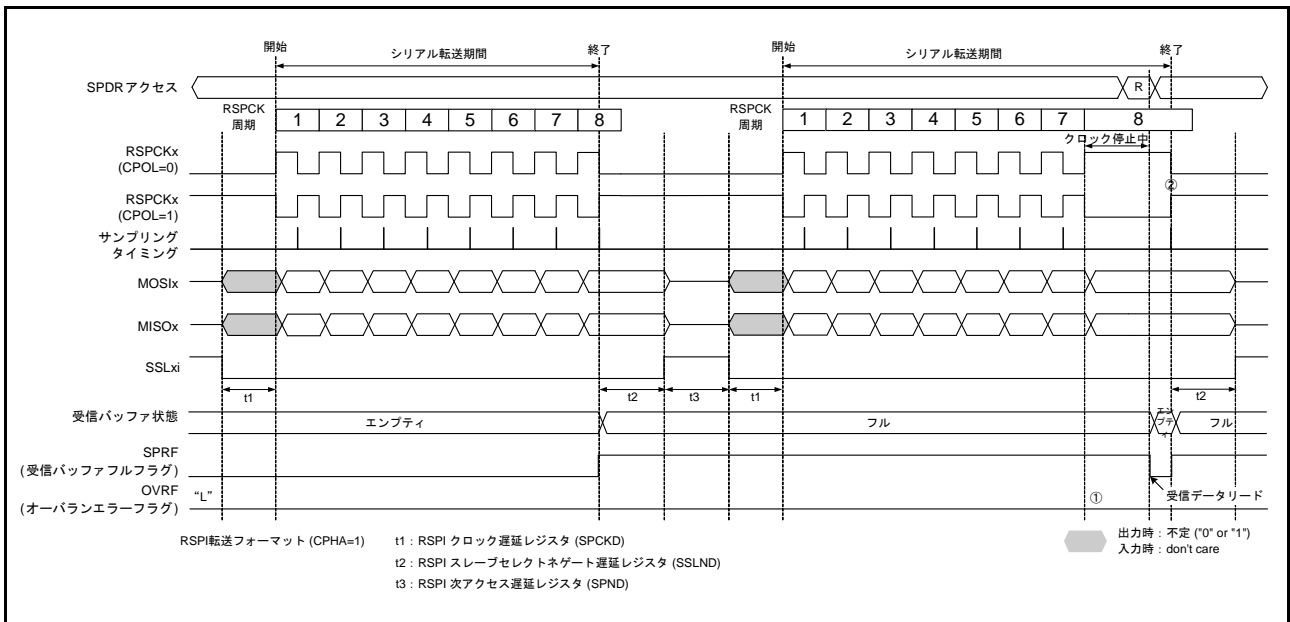 開始 シリアル転送期間 終了 開始 シリアル転送期間 終了
SPDRアクセス R
RSPCK
周期 1 2 3 4 5 6 7 8 RSPCK
周期 1 2 3 4 5 6 7 8
クロック停止中
RSPCKx
(CPOL=0)
②
RSPCKx
(CPOL=1)
サンプリング
タイミング
MOSIx
MISOx
SSLxi
t1 t2 t3 t1 t2
受信バッファ状態 エンプティ フル エンプティ フル
SPRF
(受信バッファフルフラグ)
OVRF
(オーバランエラーフラグ) “L” ① 受信データリード
RSPI転送フォーマット (CPHA=1) t1:RSPI クロック遅延レジスタ (SPCKD)
t2:RSPI スレーブセレクトネゲート遅延レジスタ (SSLND)
t3:RSPI 次アクセス遅延レジスタ (SPND)
出力時:不定 ("0" or "1")
入力時:don't care